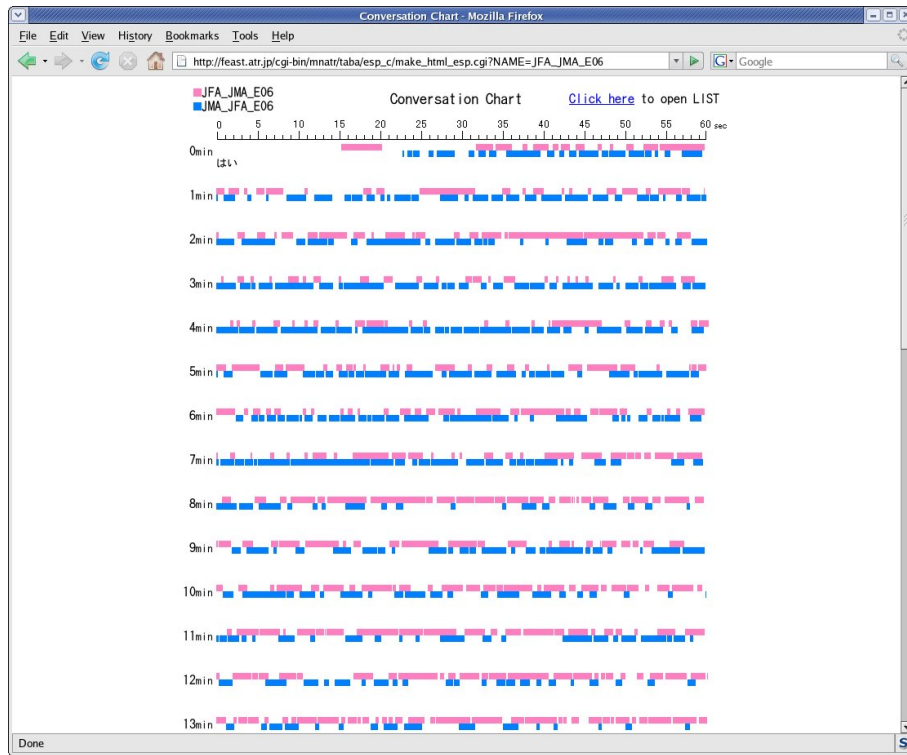 Conversation Chart - Mozilla Firefox
File Edit View History Bookmarks Tools Help
http://feast.atr.jp/cgi-bin/mnatr/taba/esp_c/make_html_esp.cgi?NAME=JFA_JMA_E06
Google
JFA_JMA_E06
JMA_JFA_E06
Conversation Chart
Click here to open LIST
0 5 10 15 20 25 30 35 40 45 50 55 60 sec
0min
はい
1min
2min
3min
4min
5min
6min
7min
8min
9min
10min
11min
12min
13min
Done